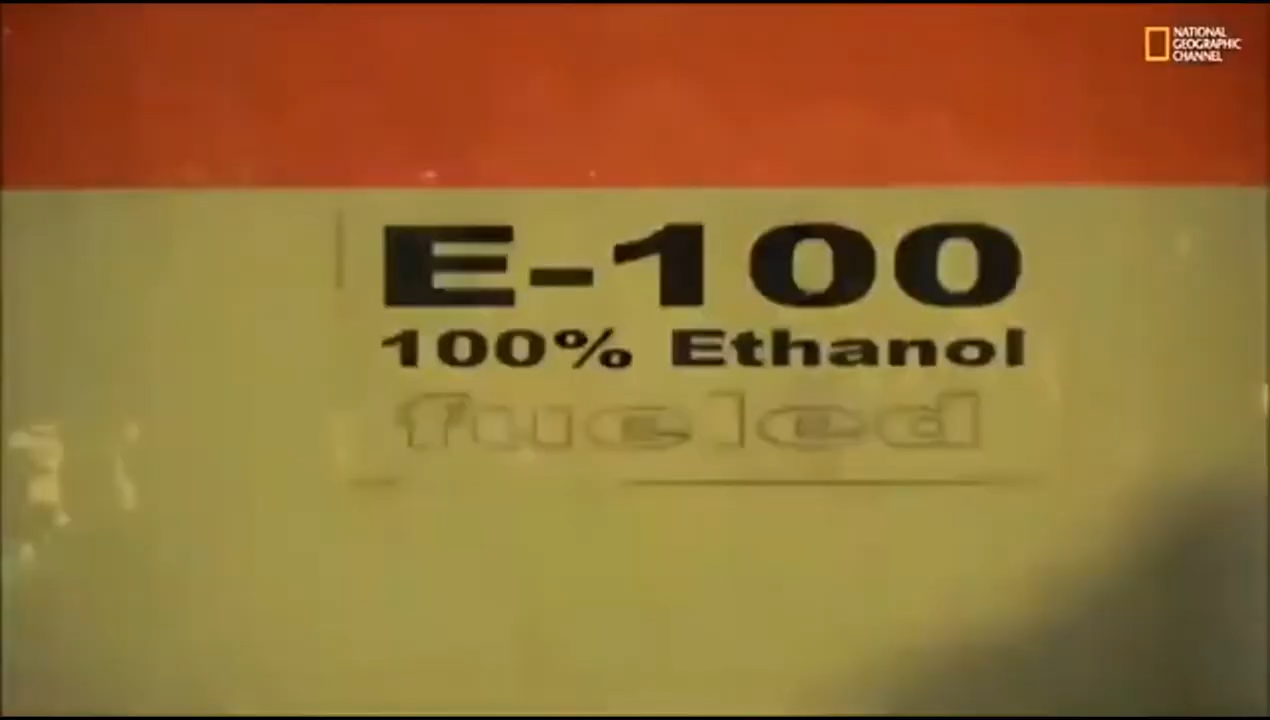 NATIONAL
GEOGRAPHIC
CHANNEL
E-100
100% Ethanol
fueled